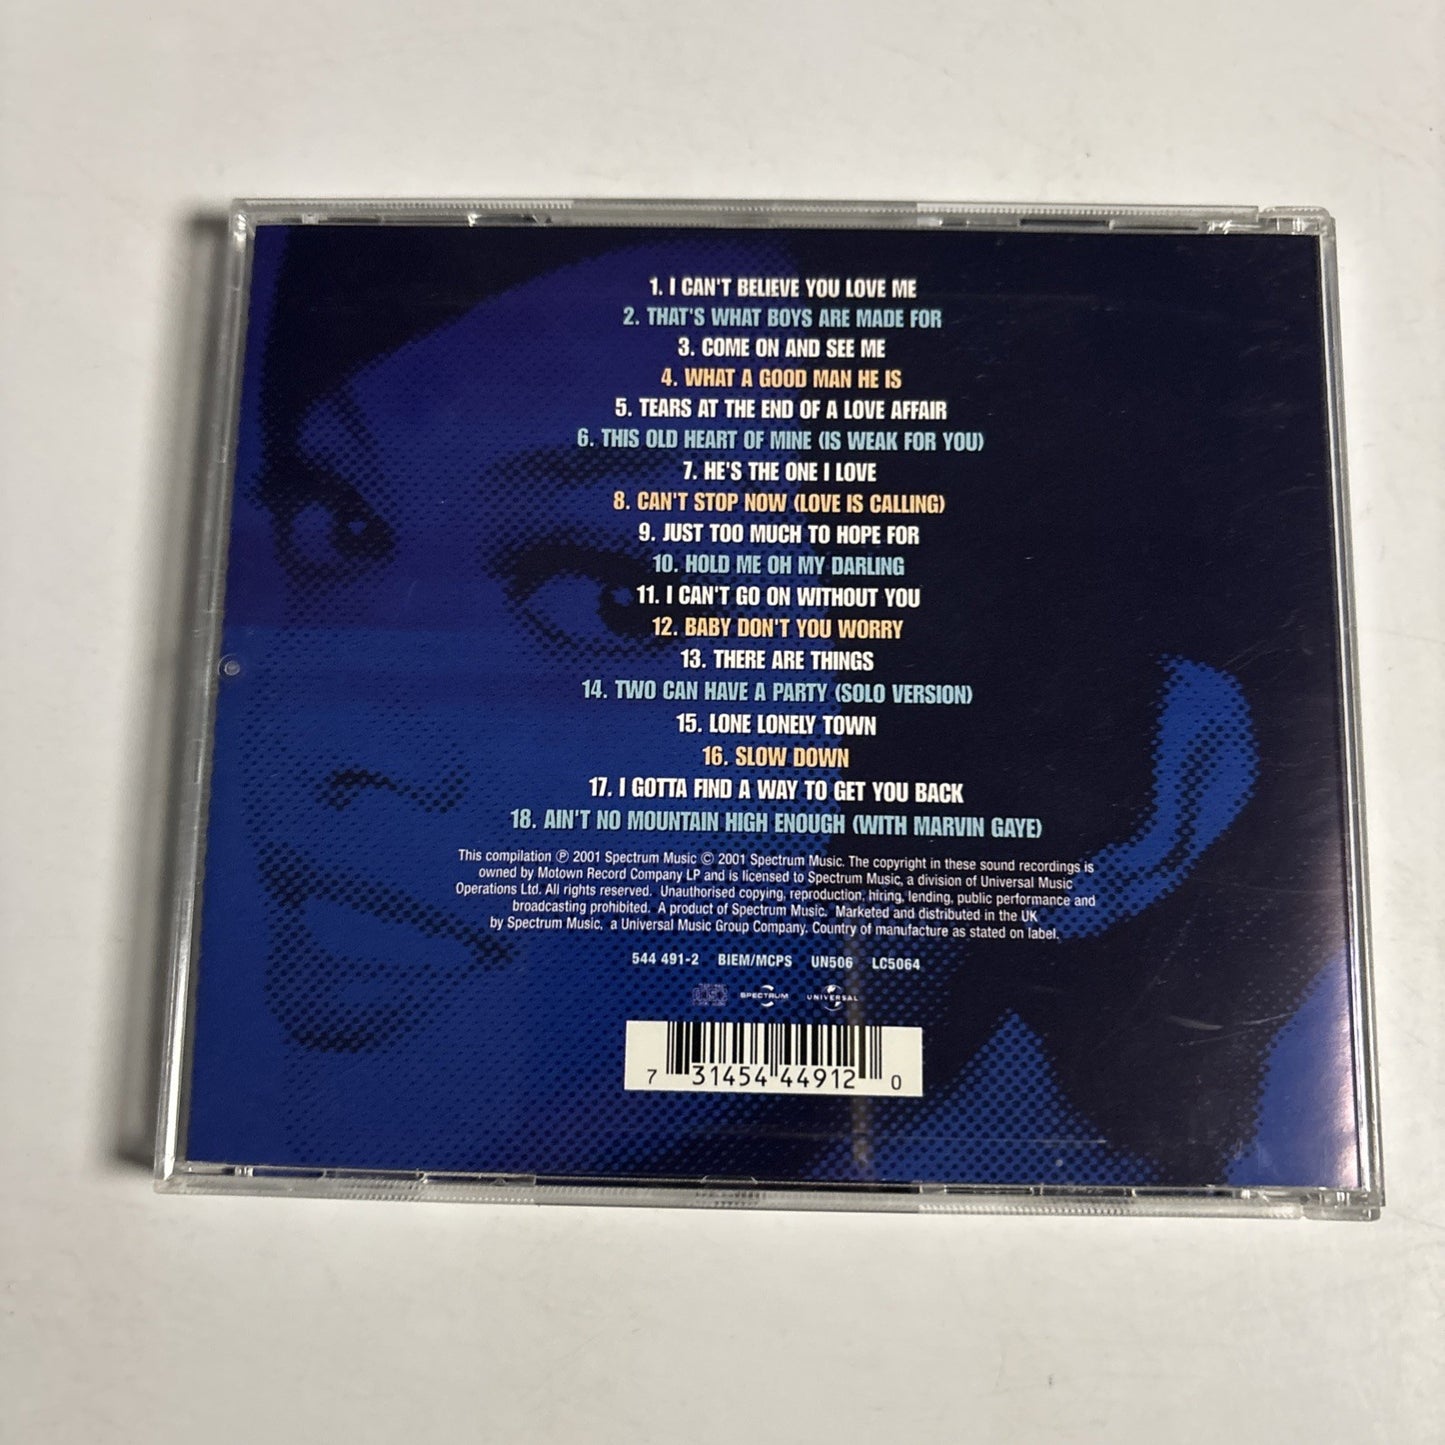 1. I CAN'T BELIEVE YOU LOVE ME
2. THAT'S WHAT BOYS ARE MADE FOR
3. COME ON AND SEE ME
4. WHAT A GOOD MAN HE IS
5. TEARS AT THE END OF A LOVE AFFAIR
6. THIS OLD HEART OF MINE (IS WEAK FOR YOU)
7. HE'S THE ONE I LOVE
8. CAN'T STOP NOW (LOVE IS CALLING)
9. JUST TOO MUCH TO HOPE FOR
10. HOLD ME OH MY DARLING
11. I CAN'T GO ON WITHOUT YOU
12. BABY DON'T YOU WORRY
13. THERE ARE THINGS
14. TWO CAN HAVE A PARTY (SOLO VERSION)
15. LONE LONELY TOWN
16. SLOW DOWN
17. I GOTTA FIND A WAY TO GET YOU BACK
18. AIN'T NO MOUNTAIN HIGH ENOUGH (WITH MARVIN GAYE)
This compilation ℗ 2001 Spectrum Music © 2001 Spectrum Music. The copyright in these sound recordings is
owned by Motown Record Company LP and is licensed to Spectrum Music, a division of Universal Music
Operations Ltd. All rights reserved. Unauthorised copying, reproduction, hiring, lending, public performance and
broadcasting prohibited. A product of Spectrum Music. Marketed and distributed in the UK
by Spectrum Music, a Universal Music Group Company. Country of manufacture as stated on label.
544 491-2 BIEM/MCPS UN506 LC5064
SPECTRUM UNIVERSAL
7 31454 44912 0